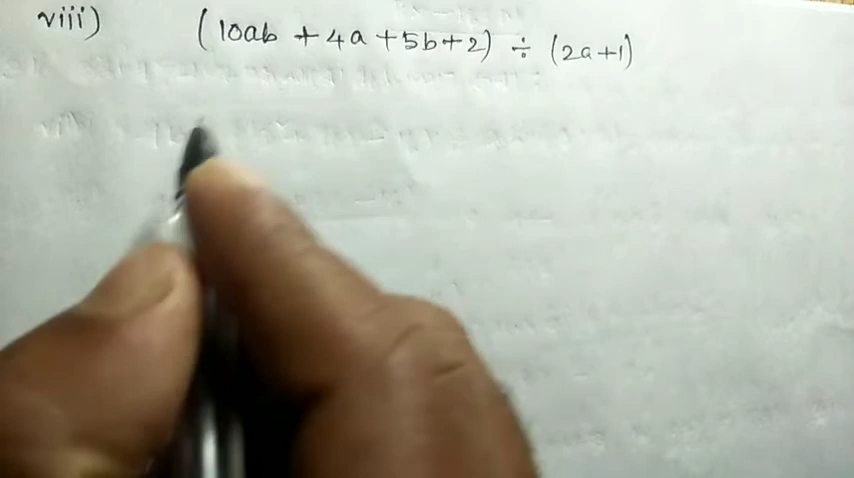 viii) (10ab + 4a + 5b + 2) ÷ (2a + 1)